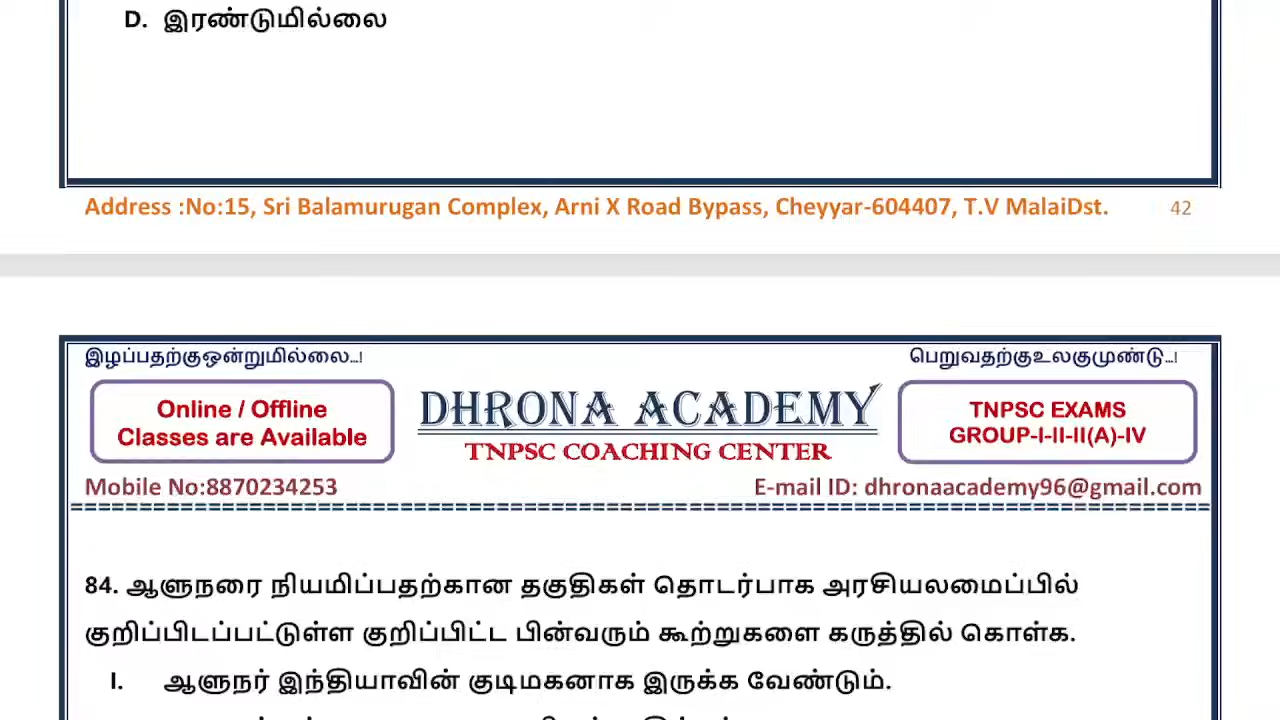 D. இரண்டுமில்லை
Address :No:15, Sri Balamurugan Complex, Arni X Road Bypass, Cheyyar-604407, T.V MalaiDst. 42
இழப்பதற்குஒன்றுமில்லை...! பெறுவதற்குஉலகுமுண்டு...!
Online / Offline
Classes are Available
DHRONA ACADEMY
TNPSC COACHING CENTER
TNPSC EXAMS
GROUP-I-II-II(A)-IV
Mobile No:8870234253 E-mail ID: dhronaacademy96@gmail.com
84. ஆளுநரை நியமிப்பதற்கான தகுதிகள் தொடர்பாக அரசியலமைப்பில்
குறிப்பிடப்பட்டுள்ள குறிப்பிட்ட பின்வரும் கூற்றுகளை கருத்தில் கொள்க.
I. ஆளுநர் இந்தியாவின் குடிமகனாக இருக்க வேண்டும்.